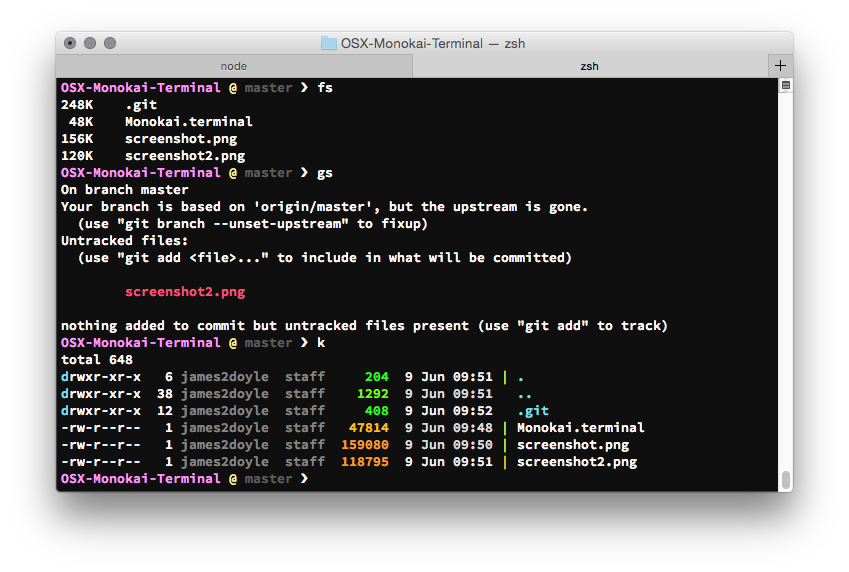 OSX-Monokai-Terminal — zsh
node zsh +
OSX-Monokai-Terminal @ master ❯ fs
248K    .git
 48K    Monokai.terminal
156K    screenshot.png
120K    screenshot2.png
OSX-Monokai-Terminal @ master ❯ gs
On branch master
Your branch is based on 'origin/master', but the upstream is gone.
  (use "git branch --unset-upstream" to fixup)
Untracked files:
  (use "git add <file>..." to include in what will be committed)
        screenshot2.png
nothing added to commit but untracked files present (use "git add" to track)
OSX-Monokai-Terminal @ master ❯ k
total 648
drwxr-xr-x   6 james2doyle  staff     204  9 Jun 09:51 | .
drwxr-xr-x  38 james2doyle  staff    1292  9 Jun 09:51   ..
drwxr-xr-x  12 james2doyle  staff     408  9 Jun 09:52   .git
-rw-r--r--   1 james2doyle  staff   47814  9 Jun 09:48 | Monokai.terminal
-rw-r--r--   1 james2doyle  staff  159080  9 Jun 09:50 | screenshot.png
-rw-r--r--   1 james2doyle  staff  118795  9 Jun 09:51 | screenshot2.png
OSX-Monokai-Terminal @ master ❯